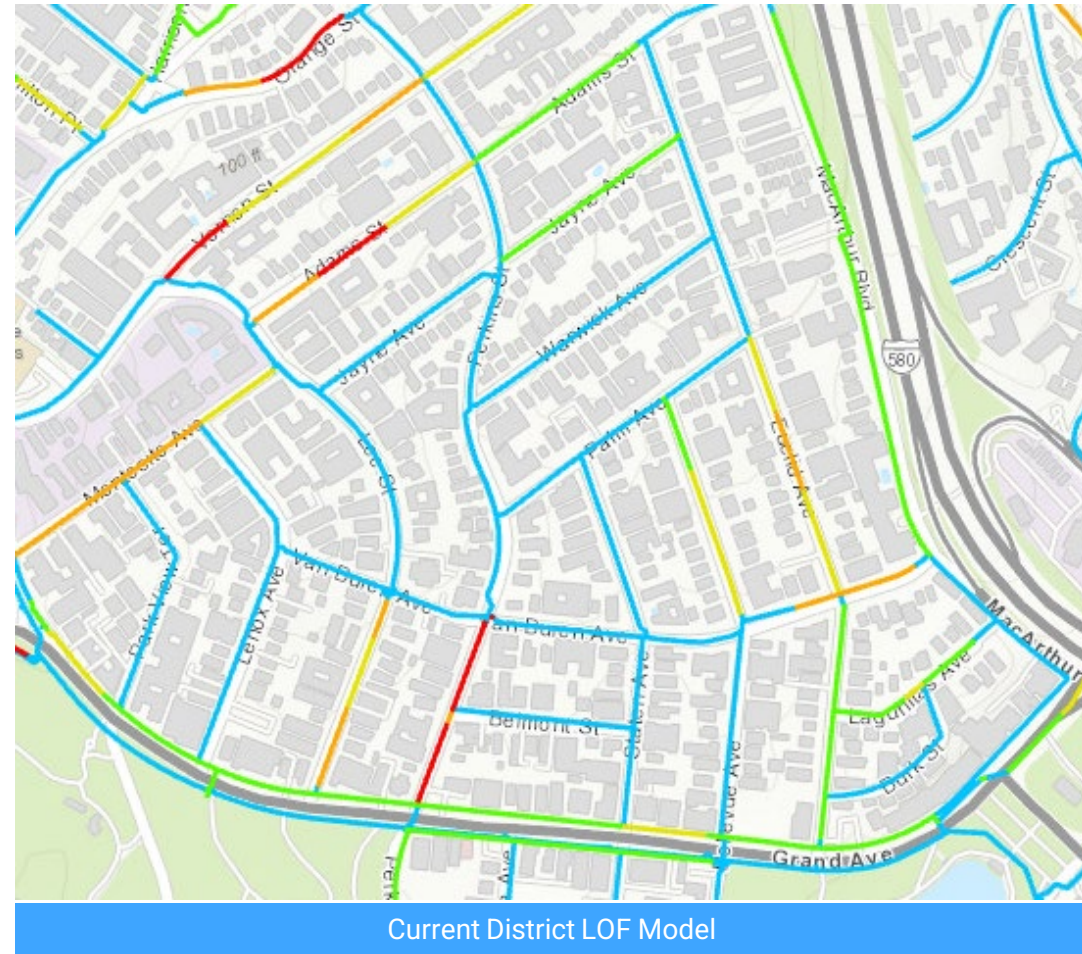 Orange St
Adams St
100 ft
Vernon St
Jayne Ave
MacArthur Blvd
Crescent St
Adams St
Perkins St
Warwick Ave
580
Jayne Ave
Palm Ave
Lee St
Euclid Ave
Montecito Ave
Park View Ter
Lenox Ave
Van Buren Ave
Van Buren Ave
MacArthur
Lagunitas Ave
Belmont St
Staten Ave
Burk St
Grand Ave
Current District LOF Model